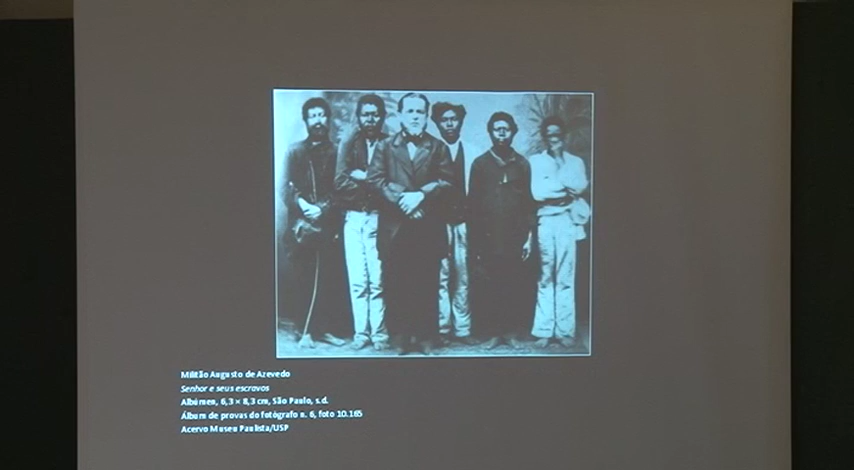 Militão Augusto de Azevedo
Senhor e seus escravos
Albúmen, 6,3 × 8,3 cm, São Paulo, s.d.
Álbum de provas do fotógrafo n. 6, foto 10.165
Acervo Museu Paulista/USP